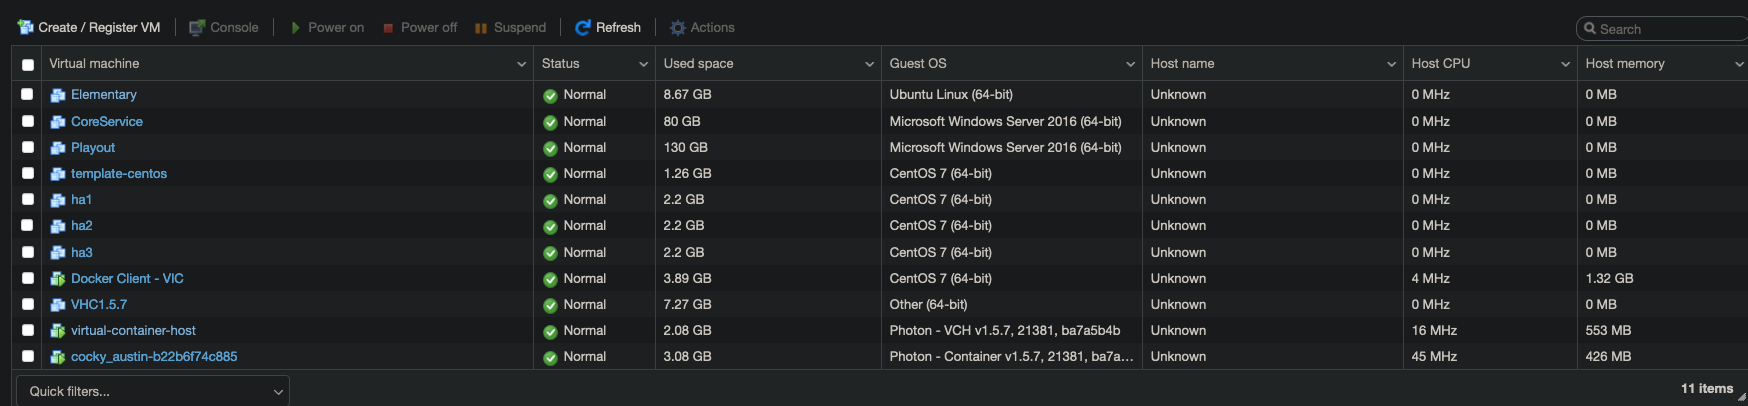 Create / Register VM Console Power on Power off Suspend Refresh Actions Search
Virtual machine Status Used space Guest OS Host name Host CPU Host memory
Elementary Normal 8.67 GB Ubuntu Linux (64-bit) Unknown 0 MHz 0 MB
CoreService Normal 80 GB Microsoft Windows Server 2016 (64-bit) Unknown 0 MHz 0 MB
Playout Normal 130 GB Microsoft Windows Server 2016 (64-bit) Unknown 0 MHz 0 MB
template-centos Normal 1.26 GB CentOS 7 (64-bit) Unknown 0 MHz 0 MB
ha1 Normal 2.2 GB CentOS 7 (64-bit) Unknown 0 MHz 0 MB
ha2 Normal 2.2 GB CentOS 7 (64-bit) Unknown 0 MHz 0 MB
ha3 Normal 2.2 GB CentOS 7 (64-bit) Unknown 0 MHz 0 MB
Docker Client - VIC Normal 3.89 GB CentOS 7 (64-bit) Unknown 4 MHz 1.32 GB
VHC1.5.7 Normal 7.27 GB Other (64-bit) Unknown 0 MHz 0 MB
virtual-container-host Normal 2.08 GB Photon - VCH v1.5.7, 21381, ba7a5b4b Unknown 16 MHz 553 MB
cocky_austin-b22b6f74c885 Normal 3.08 GB Photon - Container v1.5.7, 21381, ba7a... Unknown 45 MHz 426 MB
Quick filters... 11 items